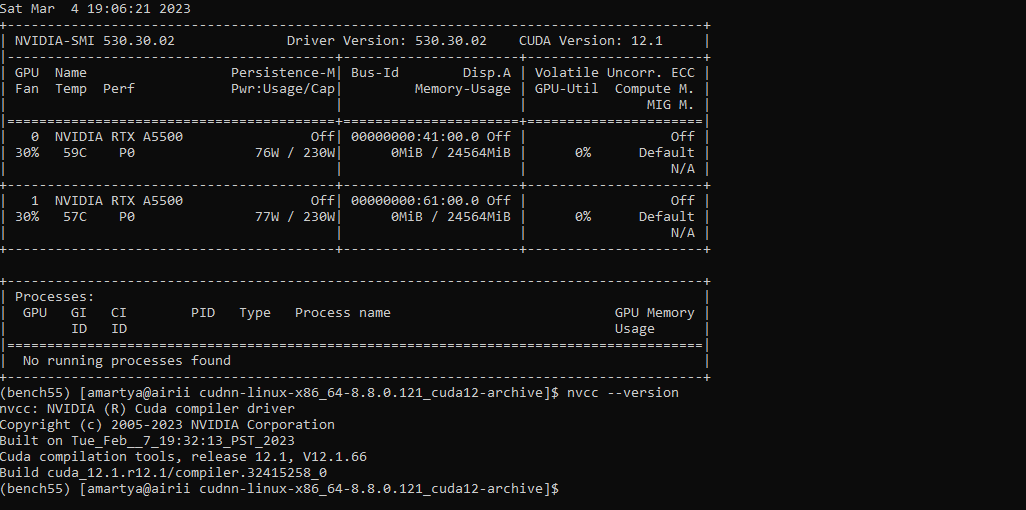 Sat Mar  4 19:06:21 2023
+---------------------------------------------------------------------------------------+
| NVIDIA-SMI 530.30.02              Driver Version: 530.30.02    CUDA Version: 12.1     |
|-----------------------------------------+----------------------+----------------------+
| GPU  Name                  Persistence-M| Bus-Id        Disp.A | Volatile Uncorr. ECC |
| Fan  Temp  Perf            Pwr:Usage/Cap|         Memory-Usage | GPU-Util  Compute M. |
|                                         |                      |               MIG M. |
|=========================================+======================+======================|
|   0  NVIDIA RTX A5500                Off| 00000000:41:00.0 Off |                  Off |
| 30%   59C    P0               76W / 230W|      0MiB / 24564MiB |      0%      Default |
|                                         |                      |                  N/A |
+-----------------------------------------+----------------------+----------------------+
|   1  NVIDIA RTX A5500                Off| 00000000:61:00.0 Off |                  Off |
| 30%   57C    P0               77W / 230W|      0MiB / 24564MiB |      0%      Default |
|                                         |                      |                  N/A |
+-----------------------------------------+----------------------+----------------------+

+---------------------------------------------------------------------------------------+
| Processes:                                                                            |
|  GPU   GI   CI        PID   Type   Process name                            GPU Memory |
|        ID   ID                                                             Usage      |
|=======================================================================================|
|  No running processes found                                                           |
+---------------------------------------------------------------------------------------+
(bench55) [amartya@airii cudnn-linux-x86_64-8.8.0.121_cuda12-archive]$ nvcc --version
nvcc: NVIDIA (R) Cuda compiler driver
Copyright (c) 2005-2023 NVIDIA Corporation
Built on Tue_Feb__7_19:32:13_PST_2023
Cuda compilation tools, release 12.1, V12.1.66
Build cuda_12.1.r12.1/compiler.32415258_0
(bench55) [amartya@airii cudnn-linux-x86_64-8.8.0.121_cuda12-archive]$